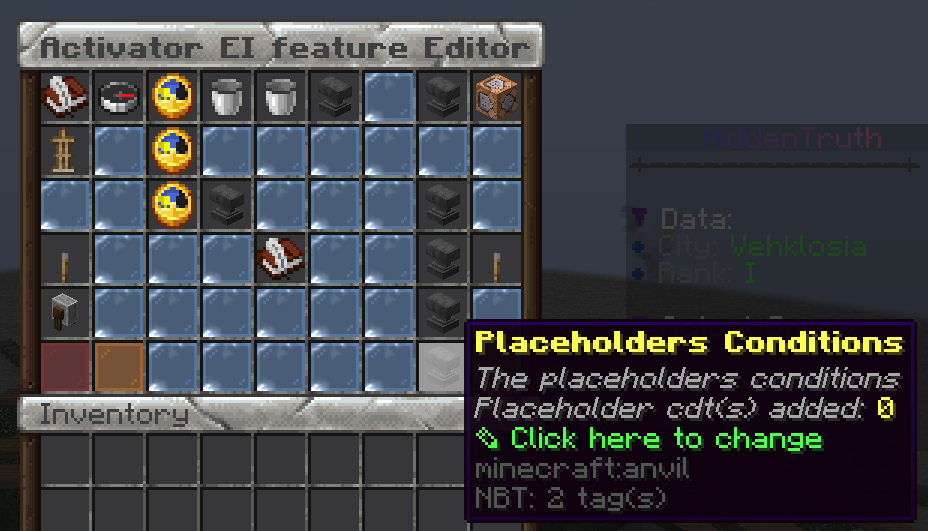 Activator EI feature Editor
HiddenTruth
Data:
City: Vehklosia
Rank: I
Placeholders Conditions
The placeholders conditions
Placeholder cdt(s) added: 0
✎ Click here to change
minecraft:anvil
NBT: 2 tag(s)
Inventory